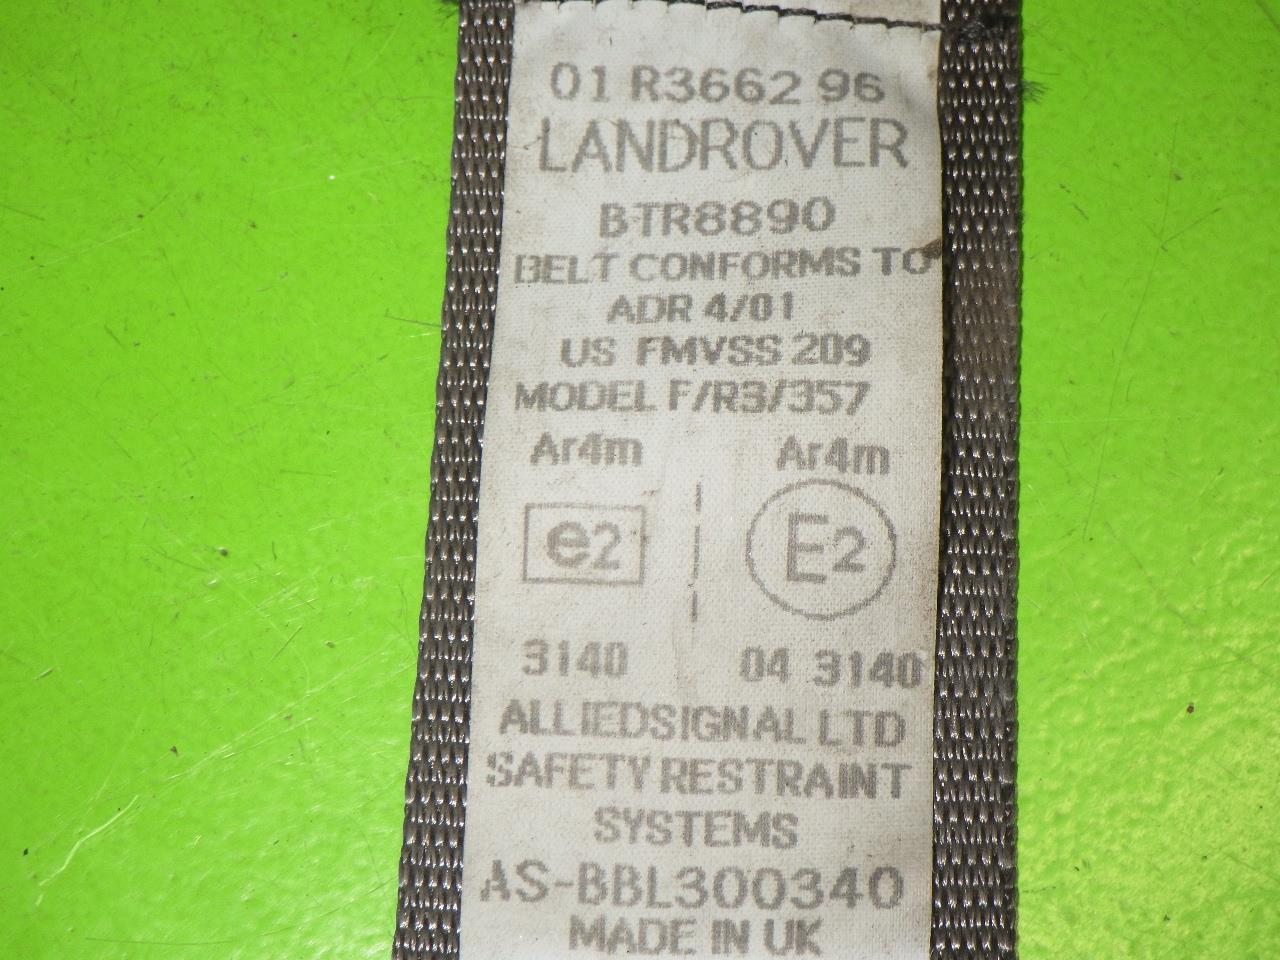 01 R3662 96
LANDROVER
BTR8890
BELT CONFORMS TO
ADR 4/01
US FMVSS 209
MODEL F/R3/357
Ar4m Ar4m
e2 E2
3140 04 3140
ALLIEDSIGNAL LTD
SAFETY RESTRAINT
SYSTEMS
AS-BBL300340
MADE IN UK